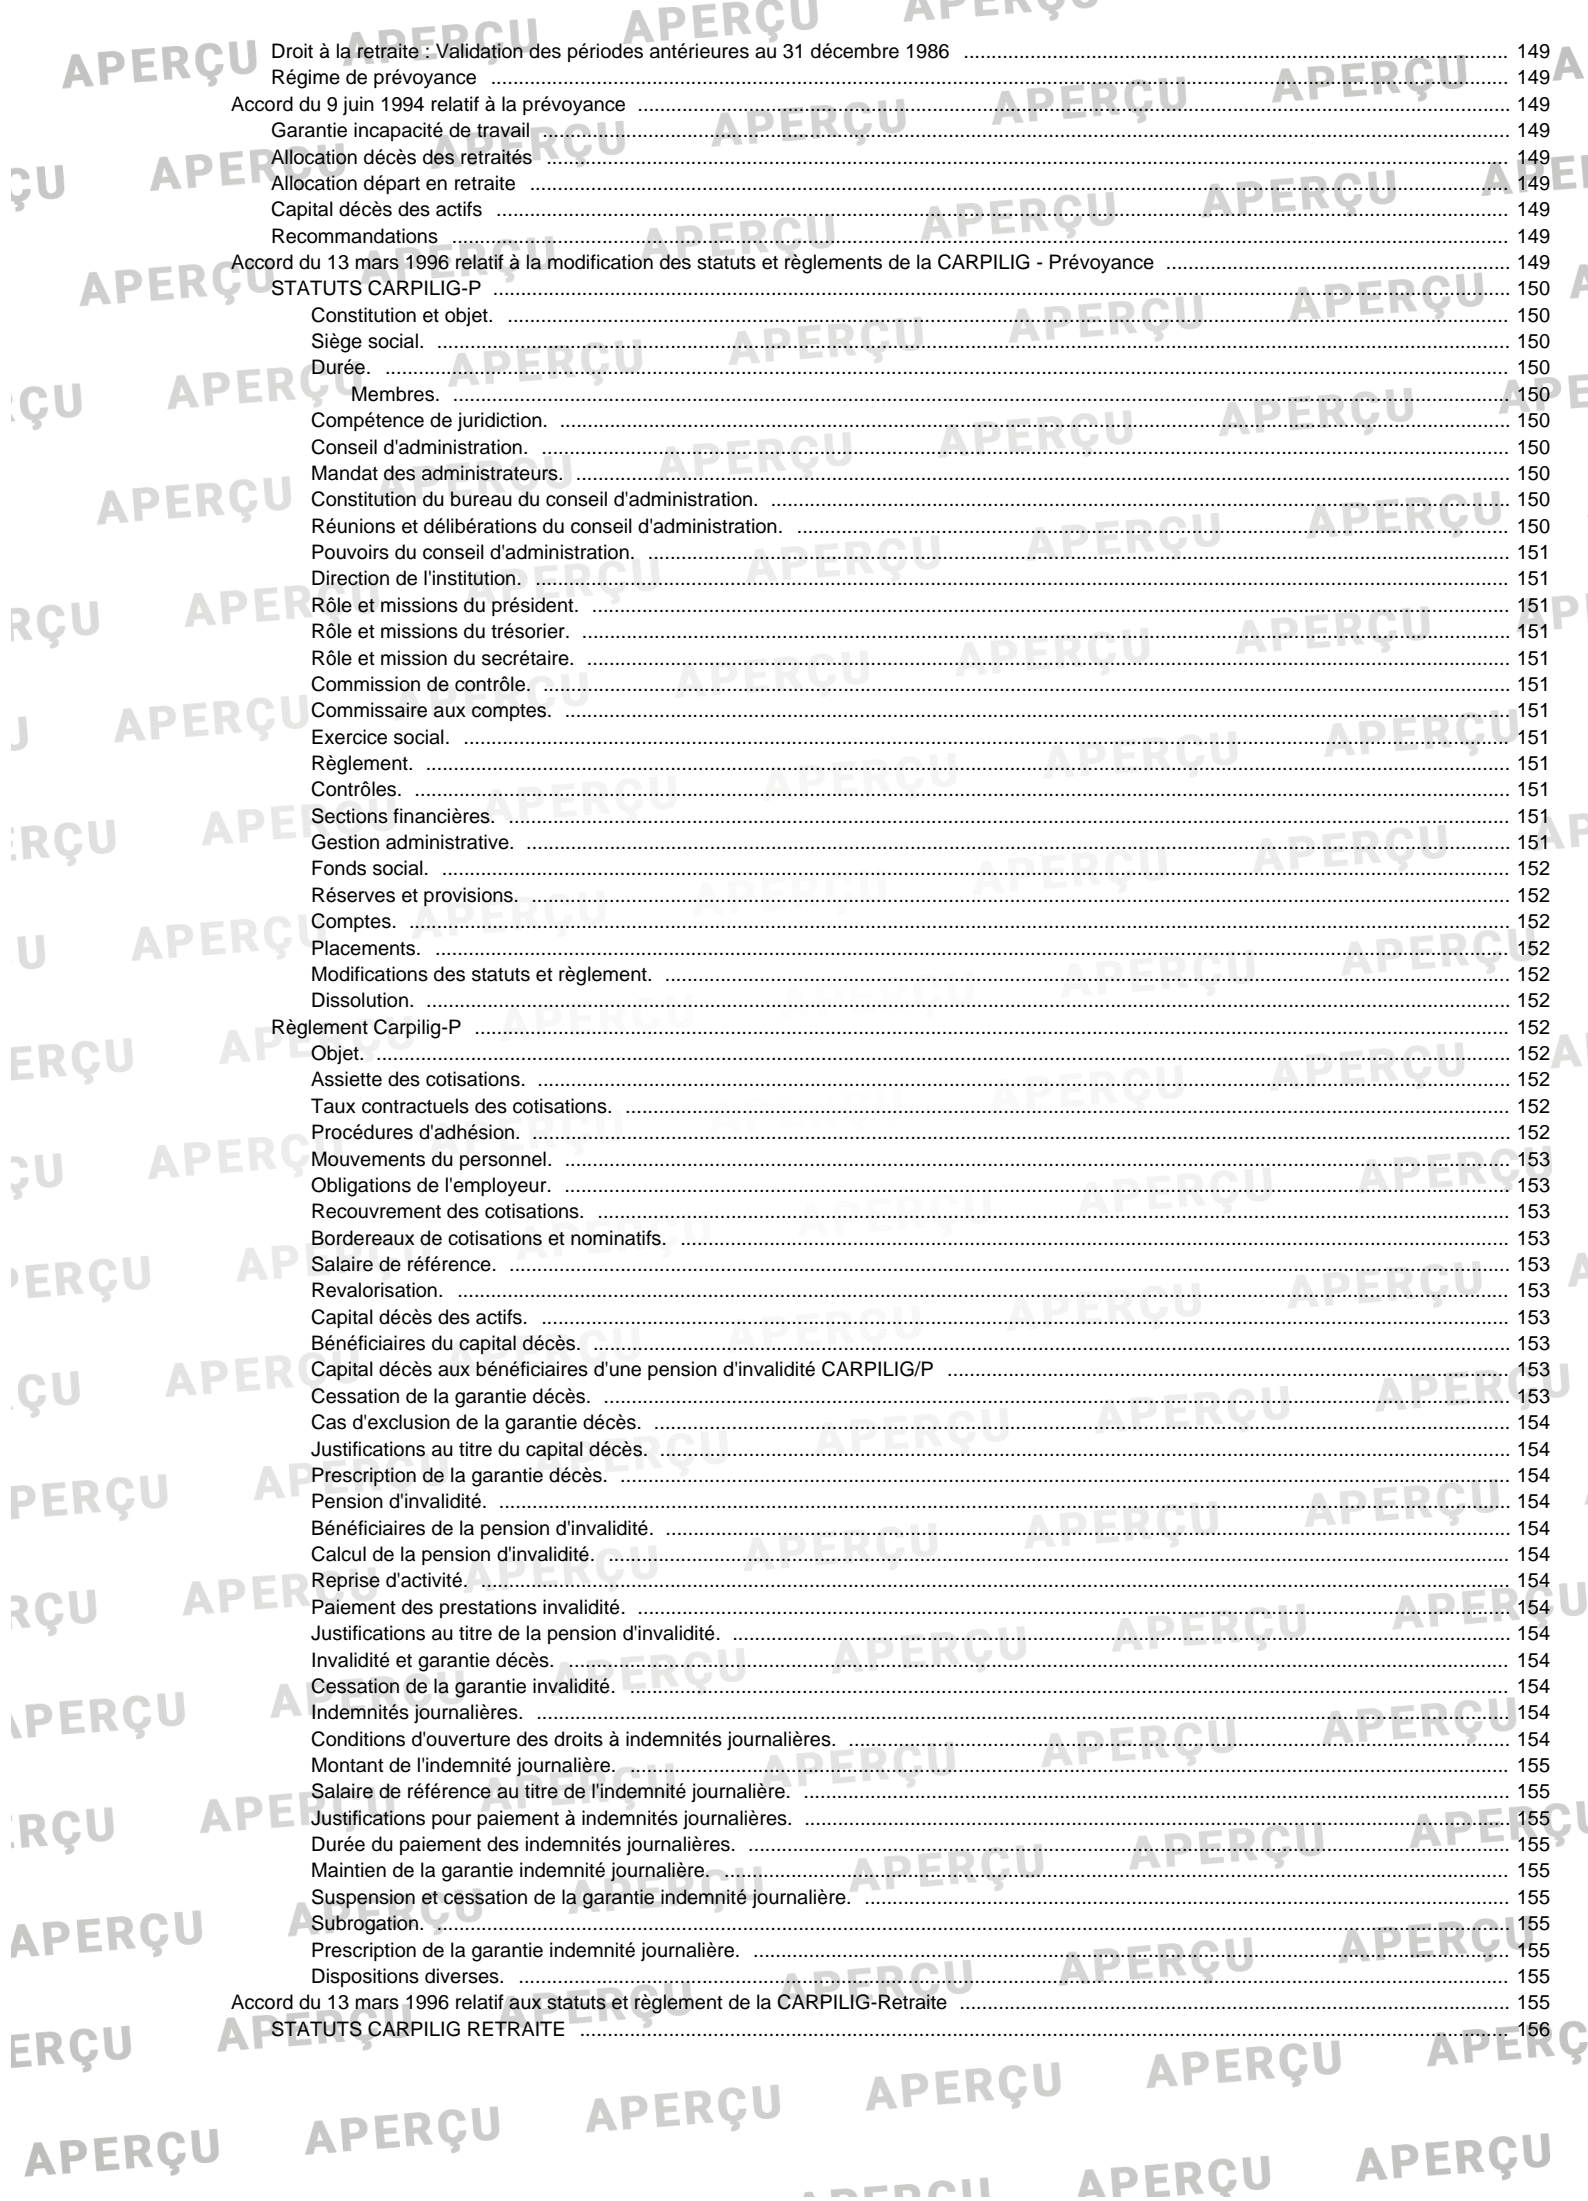 Droit à la retraite : Validation des périodes antérieures au 31 décembre 1986 149
Régime de prévoyance 149
Accord du 9 juin 1994 relatif à la prévoyance 149
Garantie incapacité de travail 149
Allocation décès des retraités 149
Allocation départ en retraite 149
Capital décès des actifs 149
Recommandations 149
Accord du 13 mars 1996 relatif à la modification des statuts et règlements de la CARPILIG - Prévoyance 149
STATUTS CARPILIG-P 150
Constitution et objet. 150
Siège social. 150
Durée. 150
Membres. 150
Compétence de juridiction. 150
Conseil d'administration. 150
Mandat des administrateurs. 150
Constitution du bureau du conseil d'administration. 150
Réunions et délibérations du conseil d'administration. 150
Pouvoirs du conseil d'administration. 151
Direction de l'institution. 151
Rôle et missions du président. 151
Rôle et missions du trésorier. 151
Rôle et mission du secrétaire. 151
Commission de contrôle. 151
Commissaire aux comptes. 151
Exercice social. 151
Règlement. 151
Contrôles. 151
Sections financières. 151
Gestion administrative. 151
Fonds social. 152
Réserves et provisions. 152
Comptes. 152
Placements. 152
Modifications des statuts et règlement. 152
Dissolution. 152
Règlement Carpilig-P 152
Objet. 152
Assiette des cotisations. 152
Taux contractuels des cotisations. 152
Procédures d'adhésion. 152
Mouvements du personnel. 153
Obligations de l'employeur. 153
Recouvrement des cotisations. 153
Bordereaux de cotisations et nominatifs. 153
Salaire de référence. 153
Revalorisation. 153
Capital décès des actifs. 153
Bénéficiaires du capital décès. 153
Capital décès aux bénéficiaires d'une pension d'invalidité CARPILIG/P 153
Cessation de la garantie décès. 153
Cas d'exclusion de la garantie décès. 154
Justifications au titre du capital décès. 154
Prescription de la garantie décès. 154
Pension d'invalidité. 154
Bénéficiaires de la pension d'invalidité. 154
Calcul de la pension d'invalidité. 154
Reprise d'activité. 154
Paiement des prestations invalidité. 154
Justifications au titre de la pension d'invalidité. 154
Invalidité et garantie décès. 154
Cessation de la garantie invalidité. 154
Indemnités journalières. 154
Conditions d'ouverture des droits à indemnités journalières. 154
Montant de l'indemnité journalière. 155
Salaire de référence au titre de l'indemnité journalière. 155
Justifications pour paiement à indemnités journalières. 155
Durée du paiement des indemnités journalières. 155
Maintien de la garantie indemnité journalière. 155
Suspension et cessation de la garantie indemnité journalière. 155
Subrogation. 155
Prescription de la garantie indemnité journalière. 155
Dispositions diverses. 155
Accord du 13 mars 1996 relatif aux statuts et règlement de la CARPILIG-Retraite 155
STATUTS CARPILIG RETRAITE 156
APERÇU